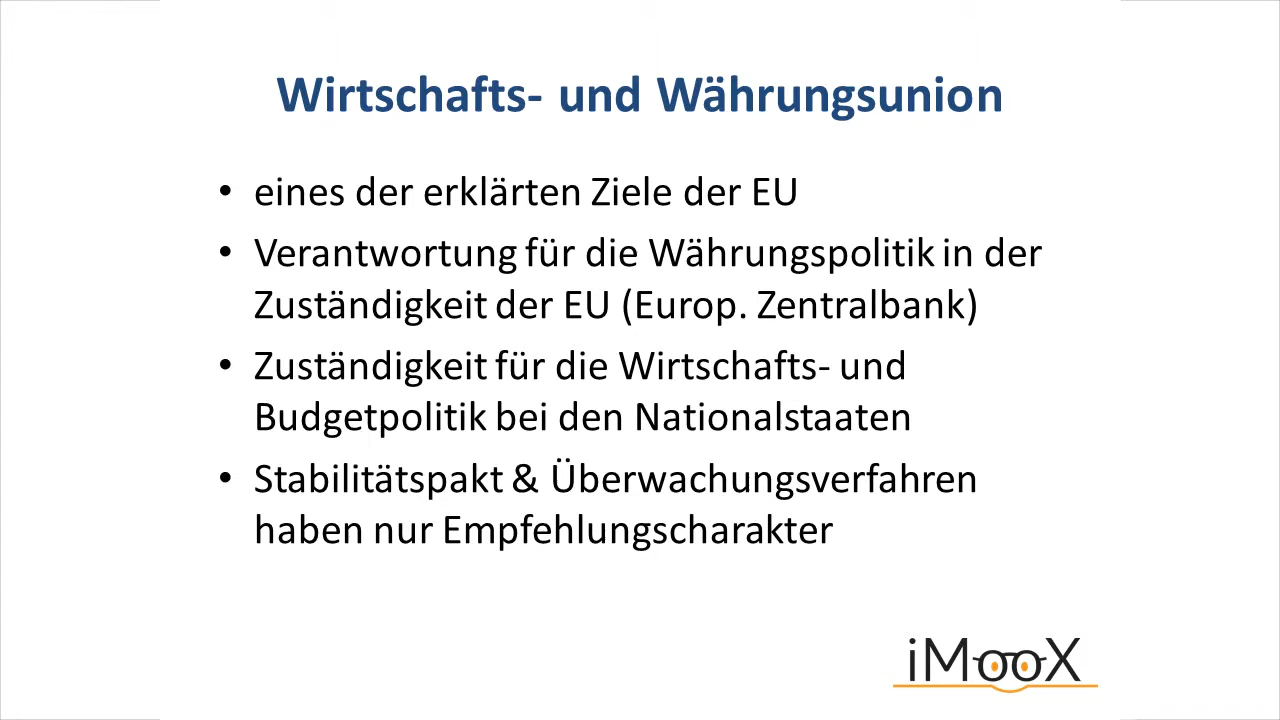 Wirtschafts- und Währungsunion
• eines der erklärten Ziele der EU
• Verantwortung für die Währungspolitik in der
Zuständigkeit der EU (Europ. Zentralbank)
• Zuständigkeit für die Wirtschafts- und
Budgetpolitik bei den Nationalstaaten
• Stabilitätspakt & Überwachungsverfahren
haben nur Empfehlungscharakter
iMooX